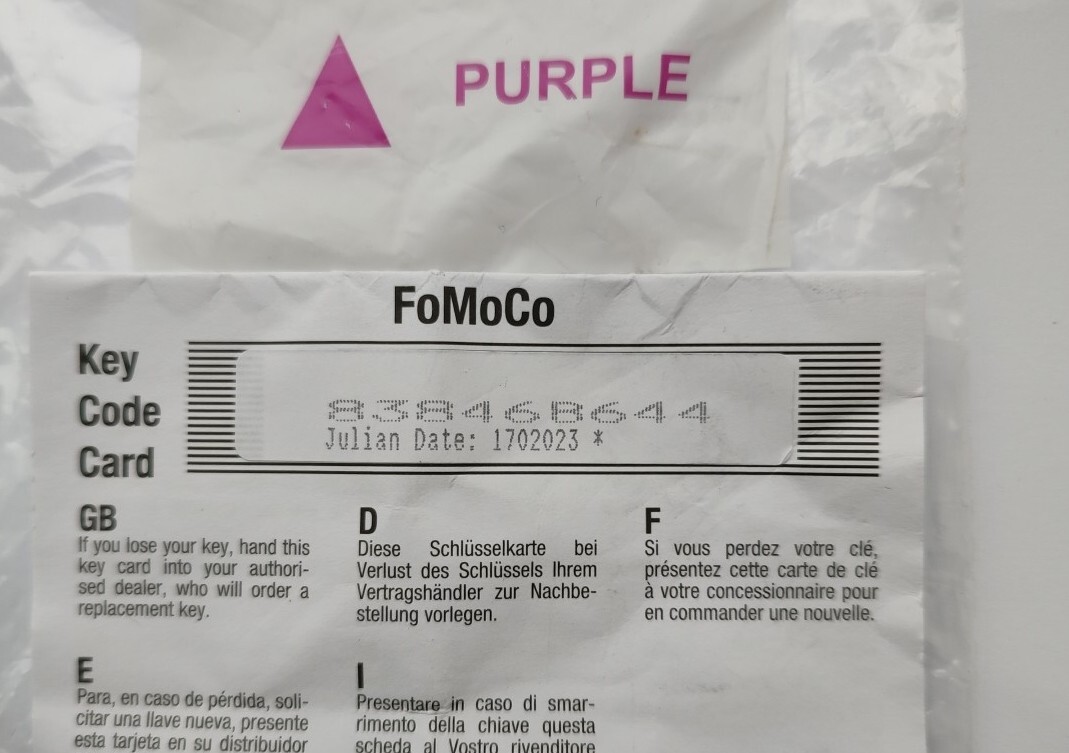 PURPLE
FoMoCo
Key
Code
Card
83846B644
Julian Date: 1702023 *
GB
If you lose your key, hand this
key card into your authori-
sed dealer, who will order a
replacement key.
D
Diese Schlüsselkarte bei
Verlust des Schlüssels Ihrem
Vertragshändler zur Nachbe-
stellung vorlegen.
F
Si vous perdez votre clé,
présentez cette carte de clé
à votre concessionnaire pour
en commander une nouvelle.
E
Para, en caso de pérdida, soli-
citar una llave nueva, presente
esta tarjeta en su distribuidor
I
Presentare in caso di smar-
rimento della chiave questa
scheda al Vostro rivenditore